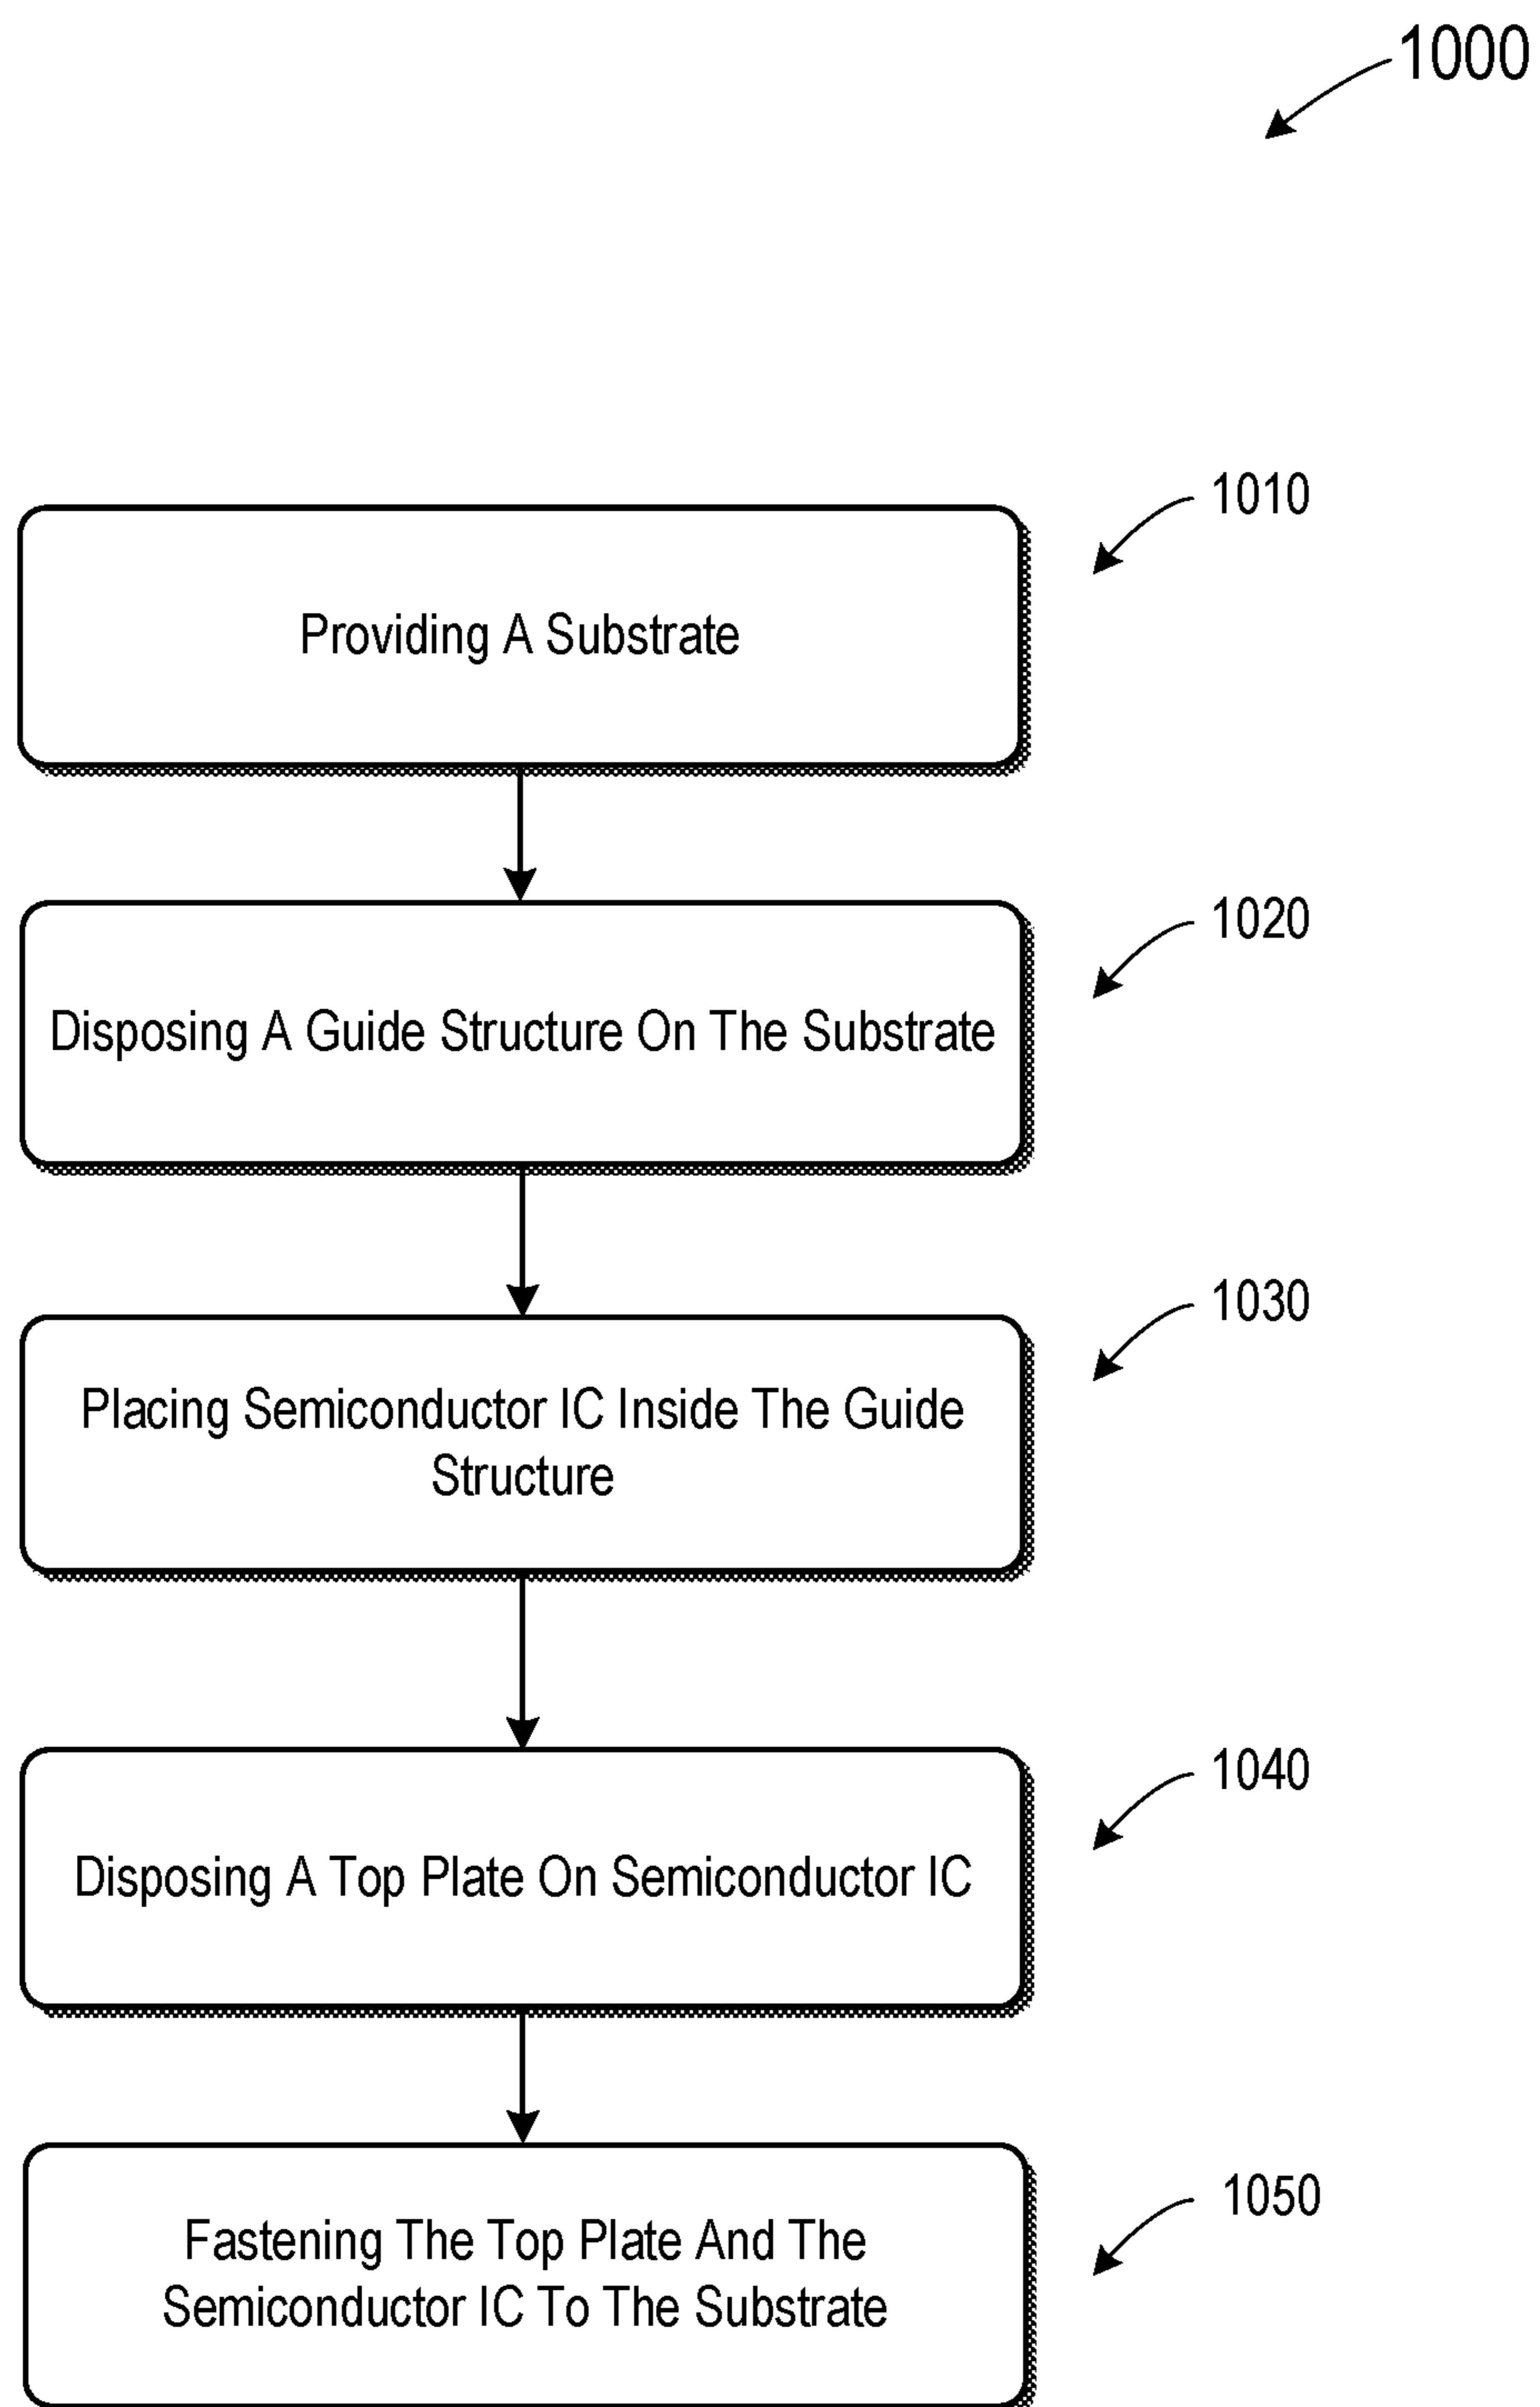 1000
1010
Providing A Substrate
1020
Disposing A Guide Structure On The Substrate
1030
Placing Semiconductor IC Inside The Guide
Structure
1040
Disposing A Top Plate On Semiconductor IC
1050
Fastening The Top Plate And The
Semiconductor IC To The Substrate